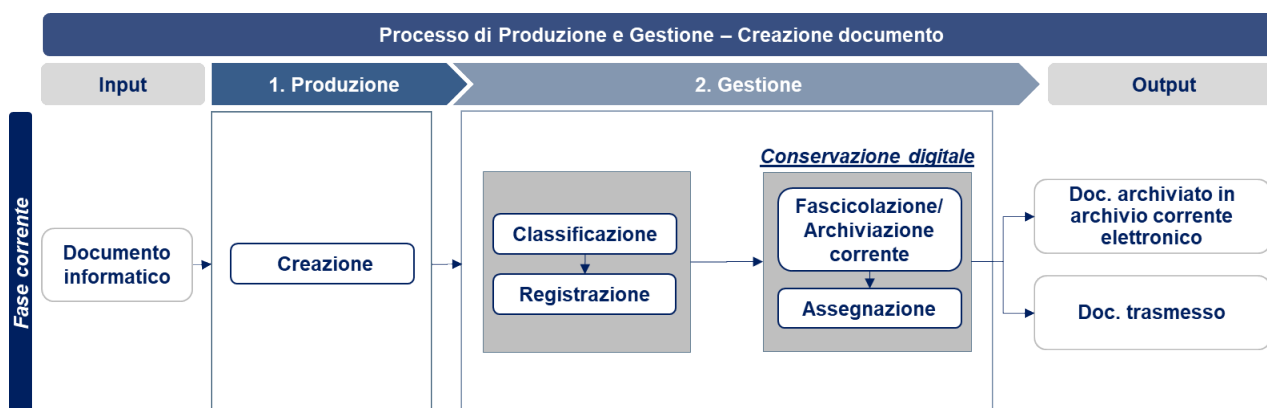 Processo di Produzione e Gestione – Creazione documento
Input
1. Produzione
2. Gestione
Output
Fase corrente
Documento
informatico
Creazione
Classificazione
Registrazione
Conservazione digitale
Fascicolazione/
Archiviazione
corrente
Assegnazione
Doc. archiviato in
archivio corrente
elettronico
Doc. trasmesso